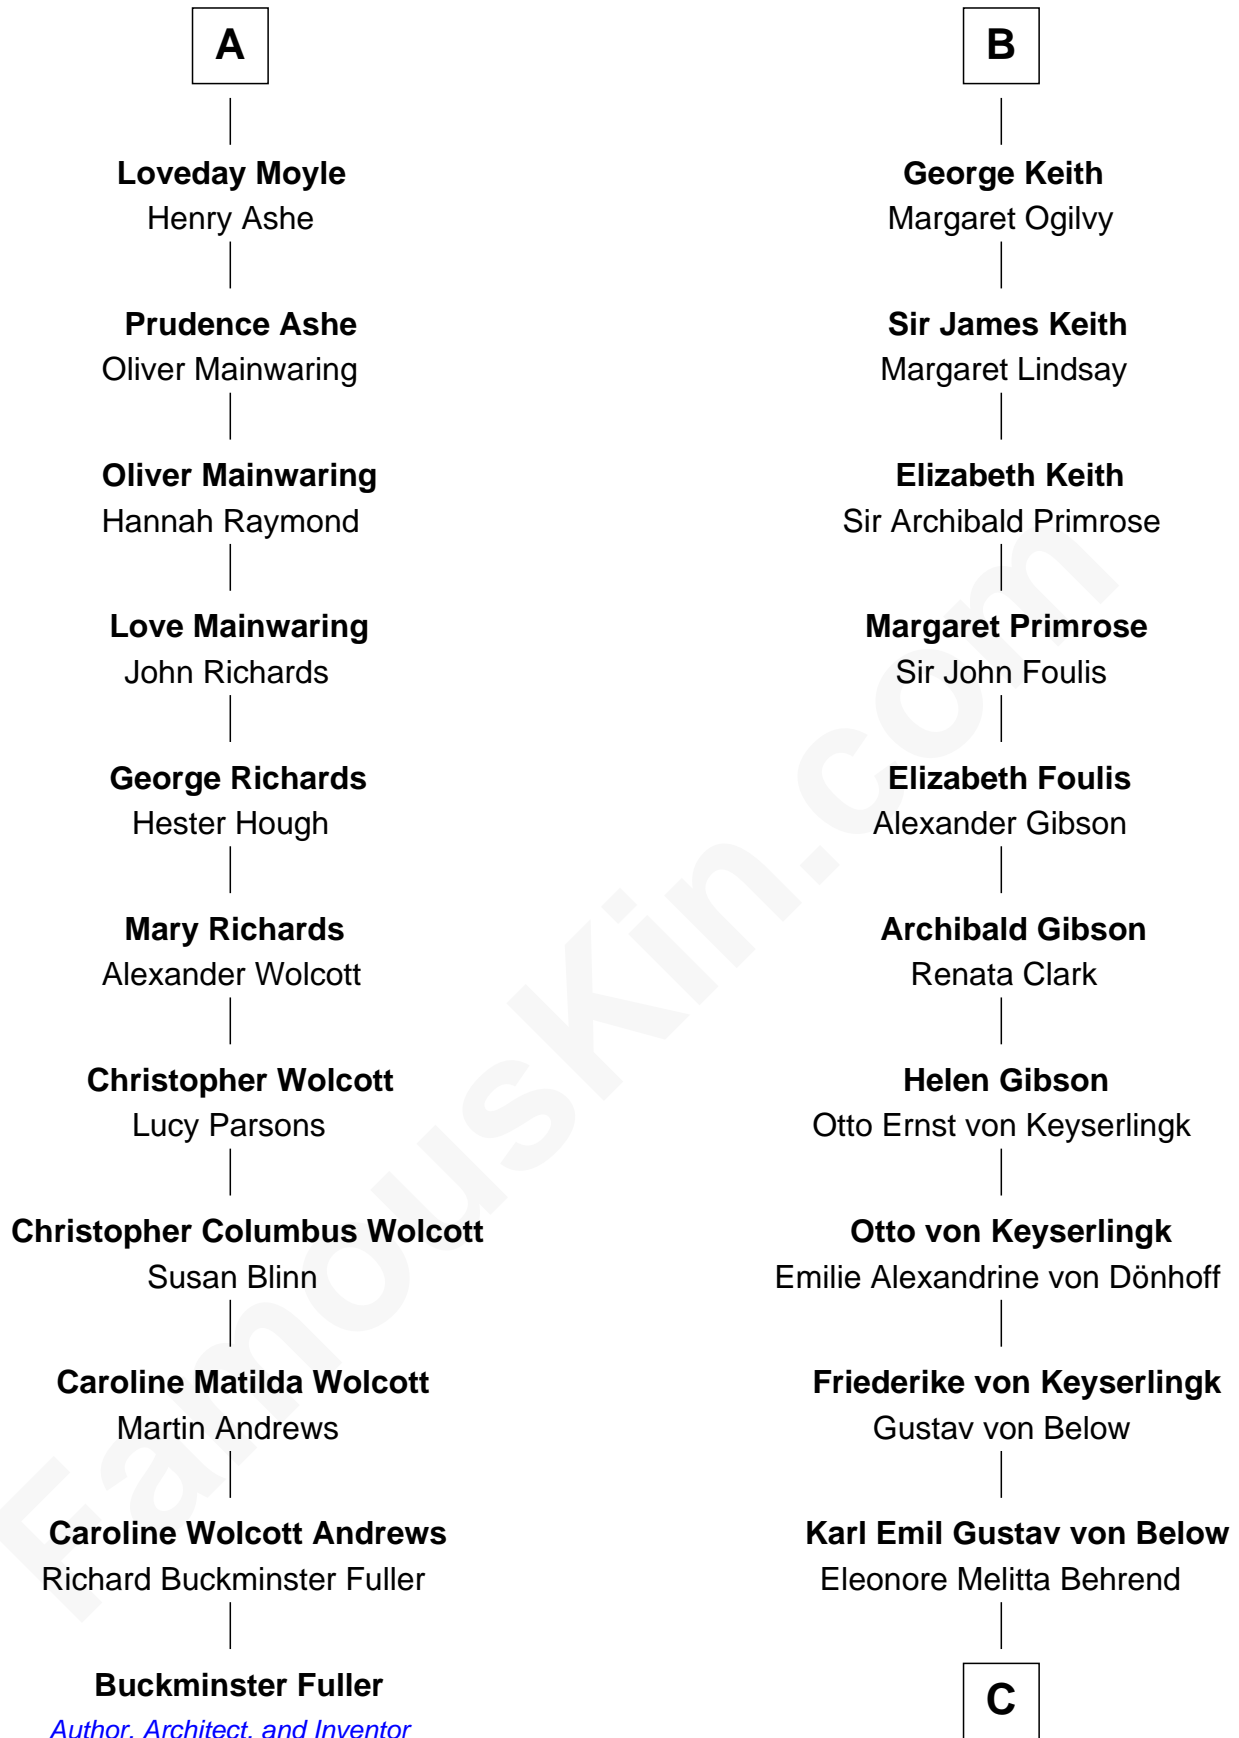 A
Loveday Moyle
Henry Ashe
Prudence Ashe
Oliver Mainwaring
Oliver Mainwaring
Hannah Raymond
Love Mainwaring
John Richards
George Richards
Hester Hough
Mary Richards
Alexander Wolcott
Christopher Wolcott
Lucy Parsons
Christopher Columbus Wolcott
Susan Blinn
Caroline Matilda Wolcott
Martin Andrews
Caroline Wolcott Andrews
Richard Buckminster Fuller
Buckminster Fuller
Author, Architect, and Inventor
B
George Keith
Margaret Ogilvy
Sir James Keith
Margaret Lindsay
Elizabeth Keith
Sir Archibald Primrose
Margaret Primrose
Sir John Foulis
Elizabeth Foulis
Alexander Gibson
Archibald Gibson
Renata Clark
Helen Gibson
Otto Ernst von Keyserlingk
Otto von Keyserlingk
Emilie Alexandrine von Dönhoff
Friederike von Keyserlingk
Gustav von Below
Karl Emil Gustav von Below
Eleonore Melitta Behrend
C
FamousKin.com